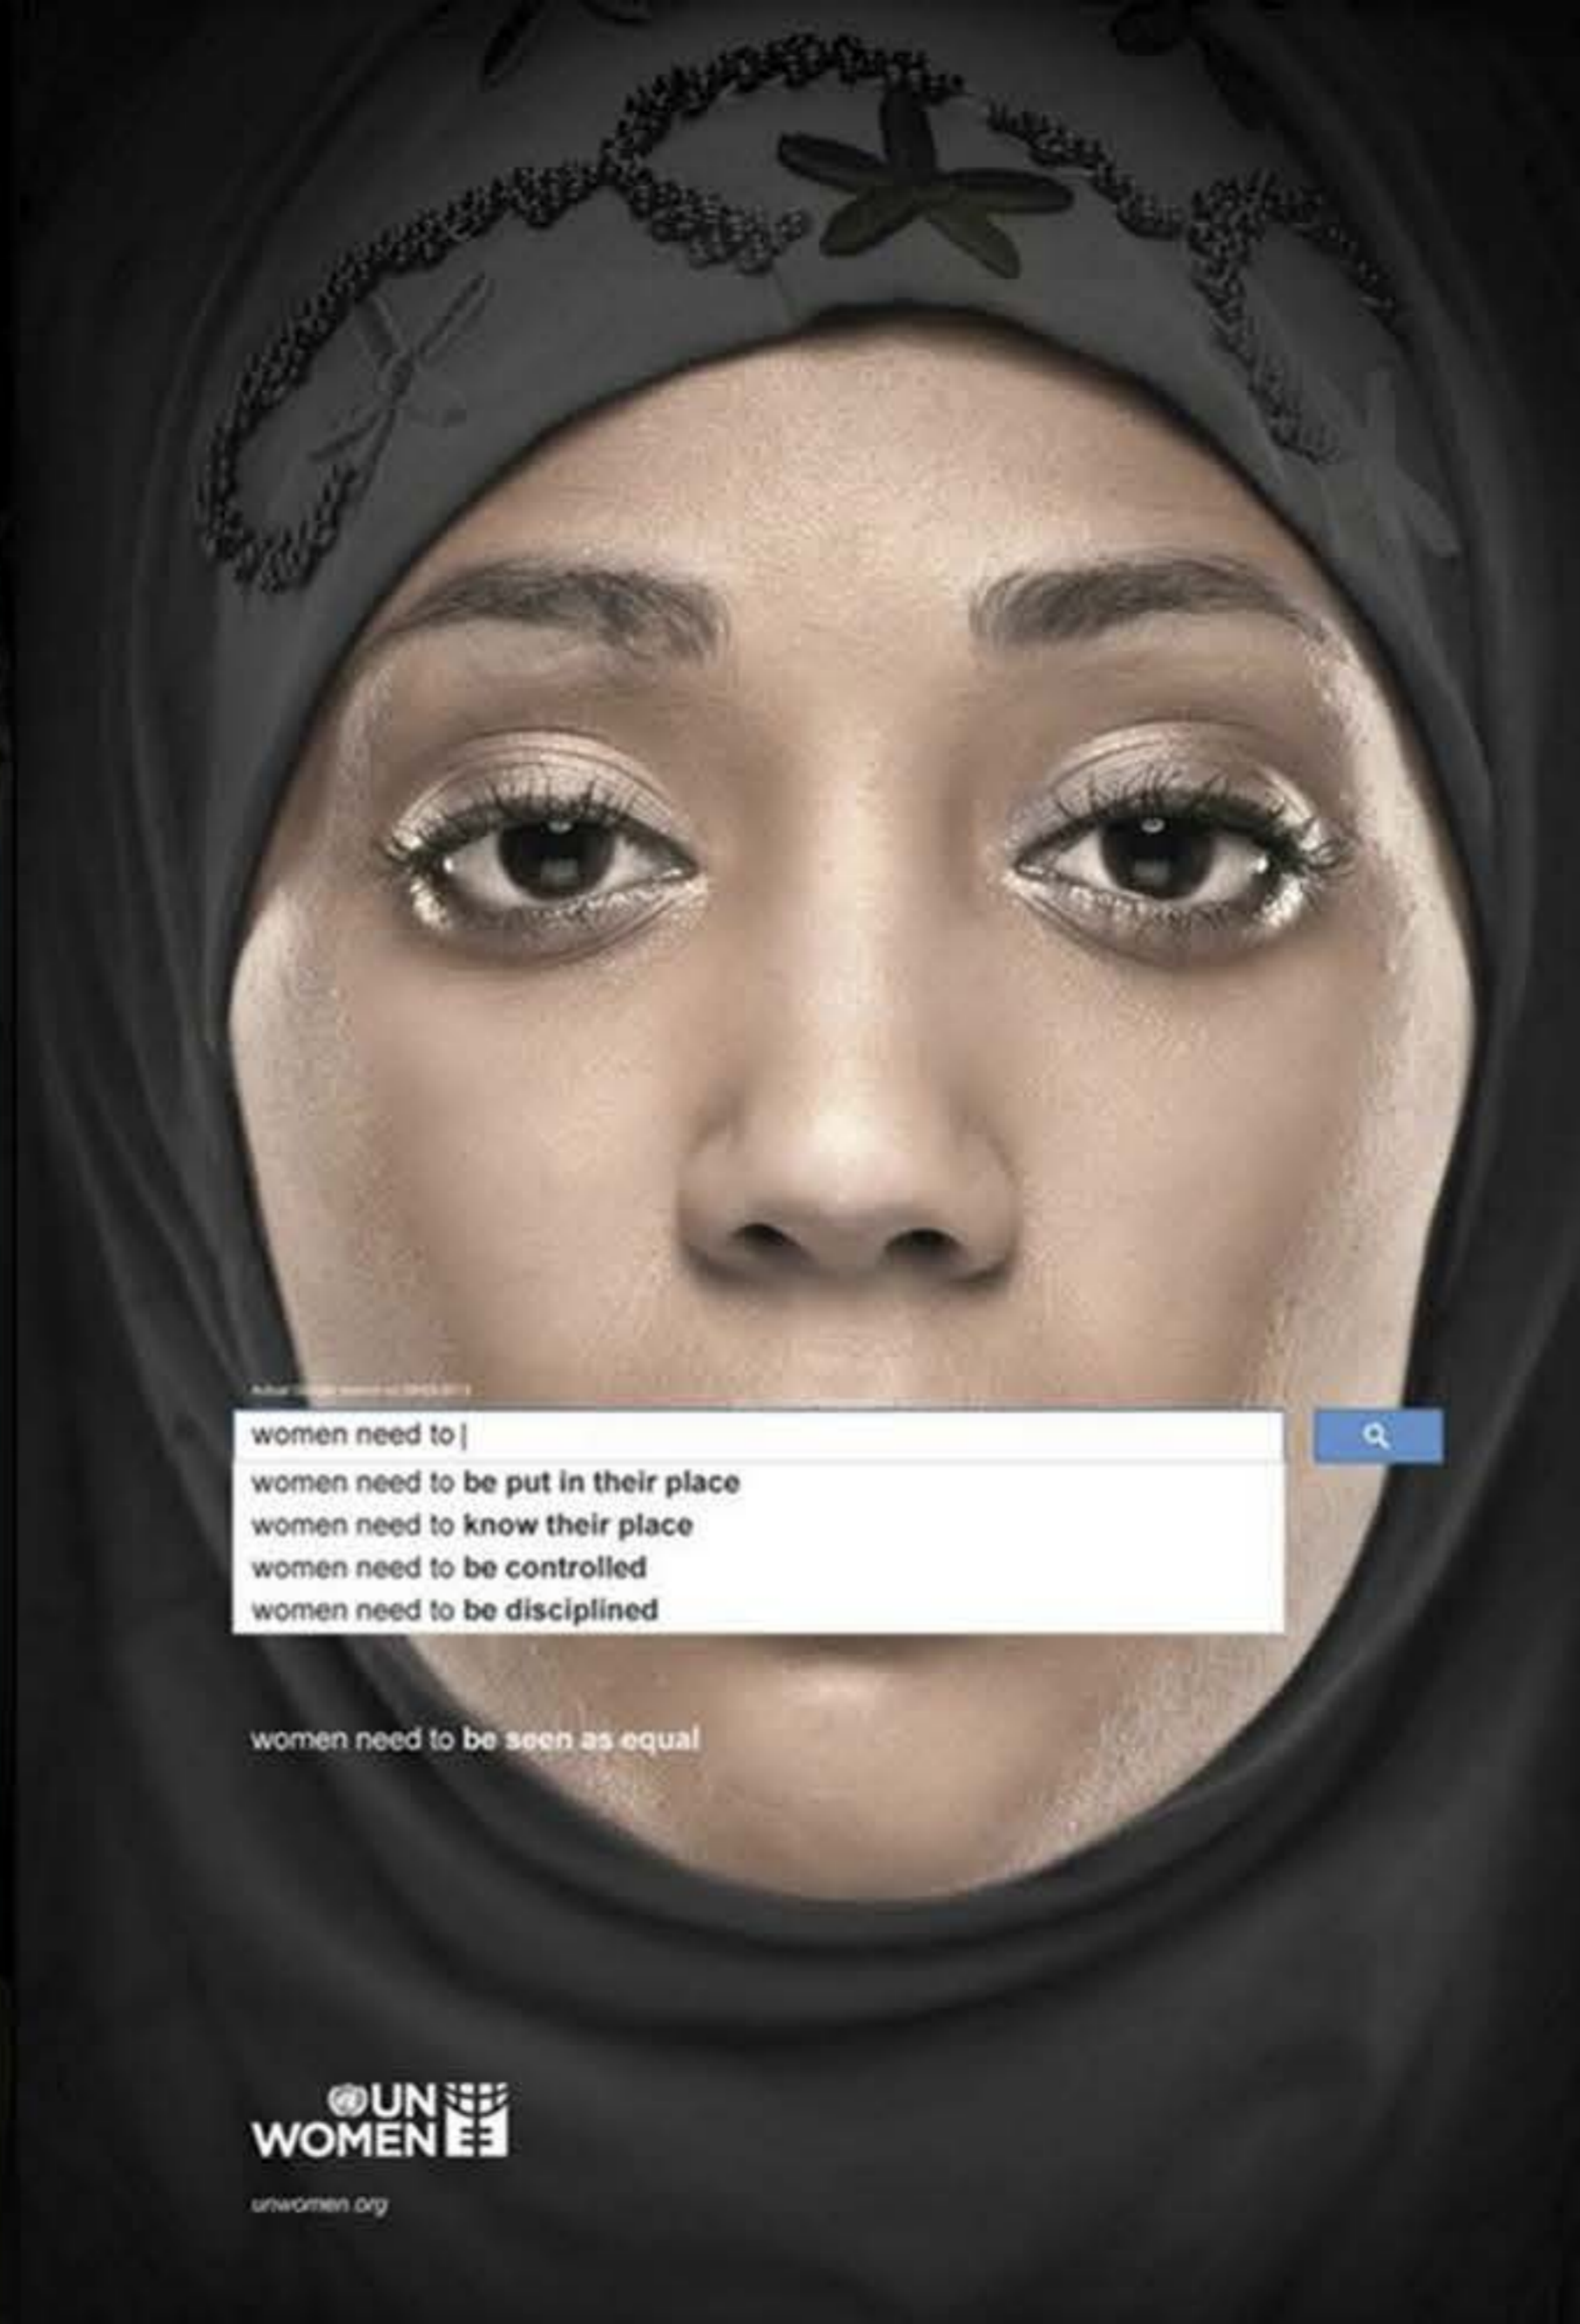 women need to
women need to be put in their place
women need to know their place
women need to be controlled
women need to be disciplined
women need to be seen as equal
UN
WOMEN
unwomen.org